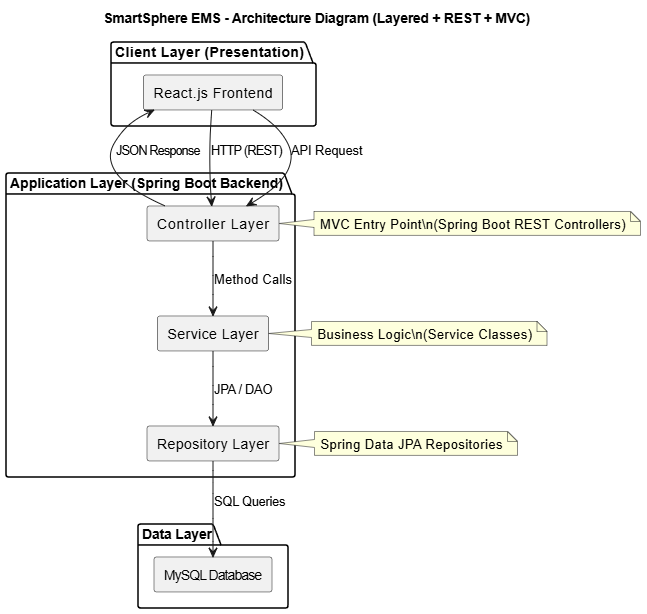 SmartSphere EMS - Architecture Diagram (Layered + REST + MVC)
Client Layer (Presentation)
React.js Frontend
JSON Response
HTTP (REST)
API Request
Application Layer (Spring Boot Backend)
Controller Layer
MVC Entry Point\n(Spring Boot REST Controllers)
Method Calls
Service Layer
Business Logic\n(Service Classes)
JPA / DAO
Repository Layer
Spring Data JPA Repositories
SQL Queries
Data Layer
MySQL Database